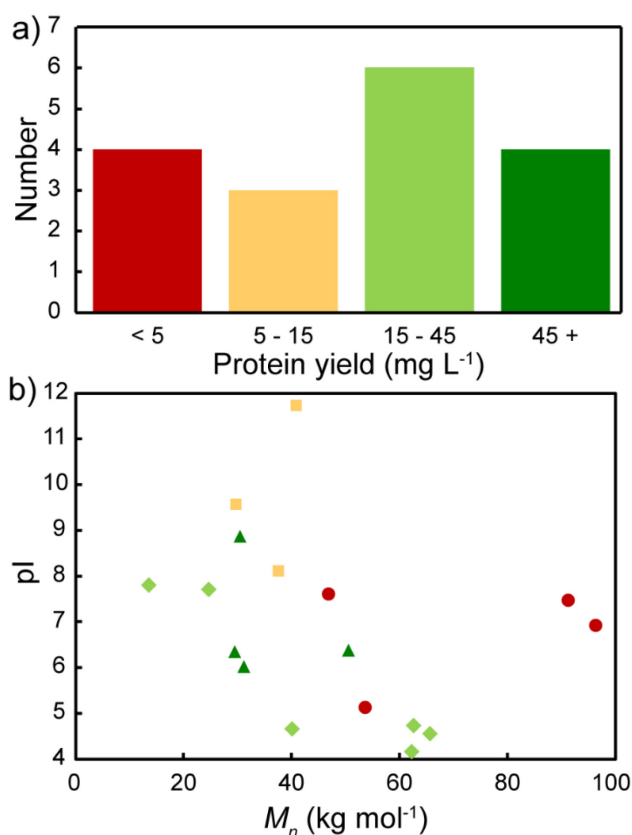 a)
7
6
5
4
3
2
1
0
Number
< 5 5 - 15 15 - 45 45 +
Protein yield (mg L⁻¹)
b)
12
11
10
9
8
7
6
5
4
pI
0 20 40 60 80 100
Mₙ (kg mol⁻¹)